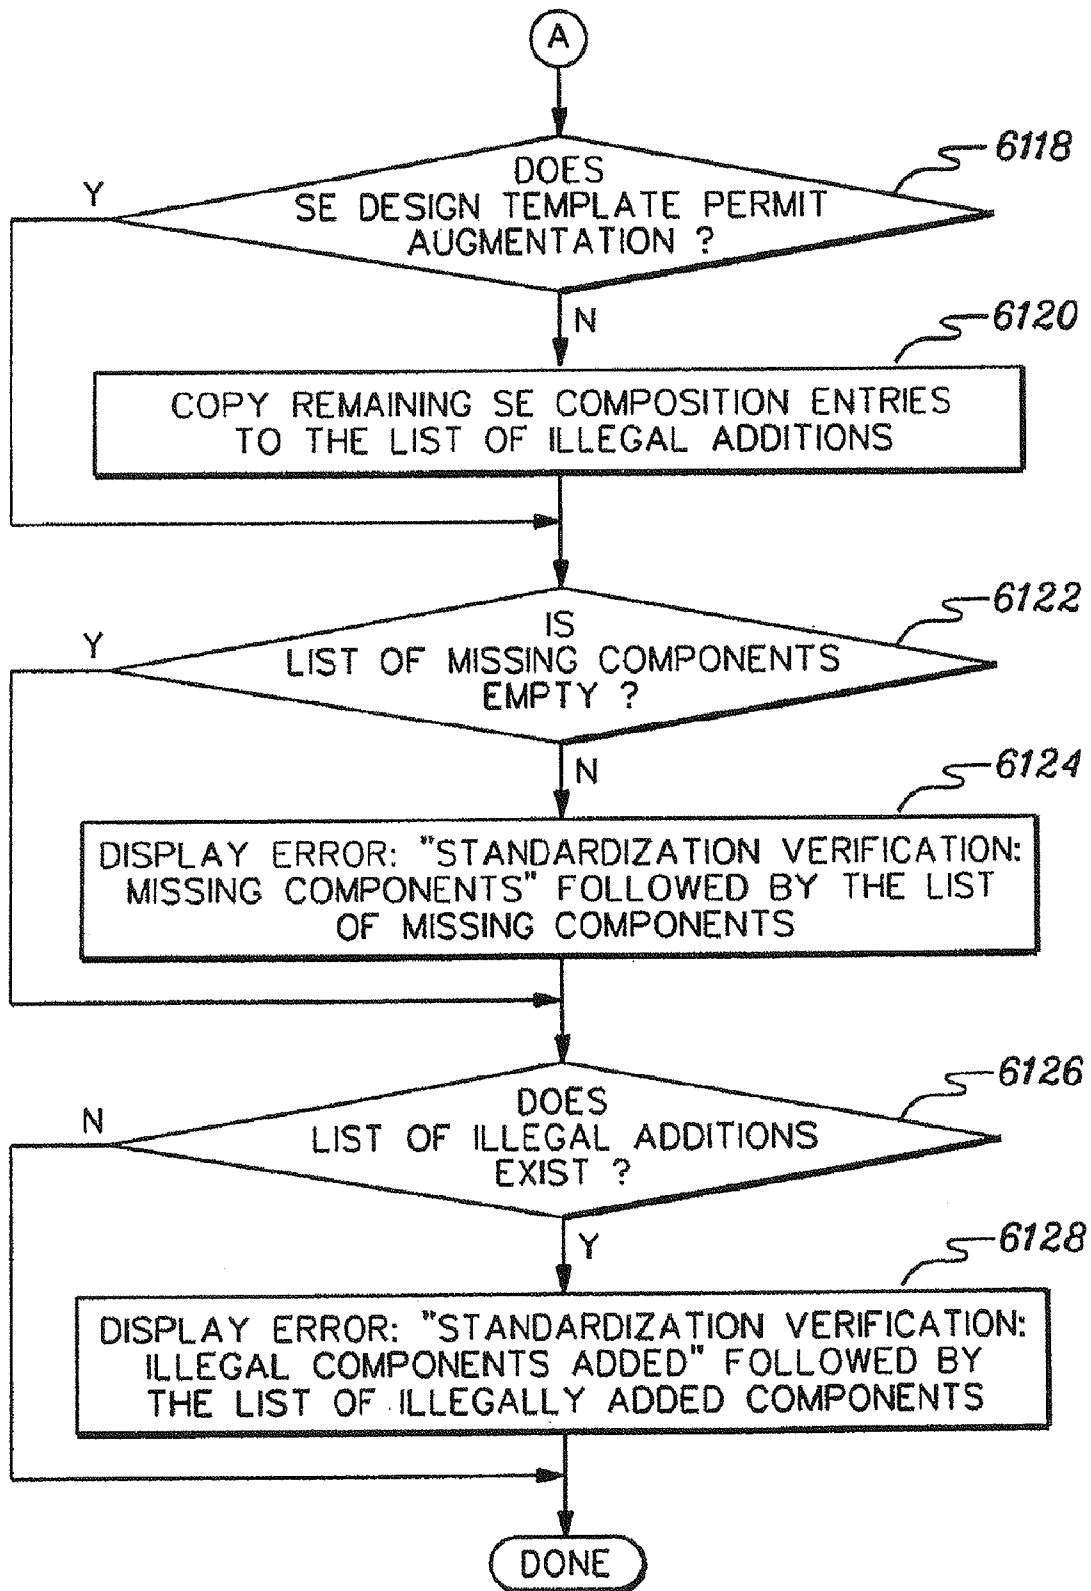 A
DOES
SE DESIGN TEMPLATE PERMIT
AUGMENTATION ?
6118
Y
N
6120
COPY REMAINING SE COMPOSITION ENTRIES
TO THE LIST OF ILLEGAL ADDITIONS
IS
LIST OF MISSING COMPONENTS
EMPTY ?
6122
Y
N
6124
DISPLAY ERROR: "STANDARDIZATION VERIFICATION:
MISSING COMPONENTS" FOLLOWED BY THE LIST
OF MISSING COMPONENTS
DOES
LIST OF ILLEGAL ADDITIONS
EXIST ?
6126
N
Y
6128
DISPLAY ERROR: "STANDARDIZATION VERIFICATION:
ILLEGAL COMPONENTS ADDED" FOLLOWED BY
THE LIST OF ILLEGALLY ADDED COMPONENTS
DONE